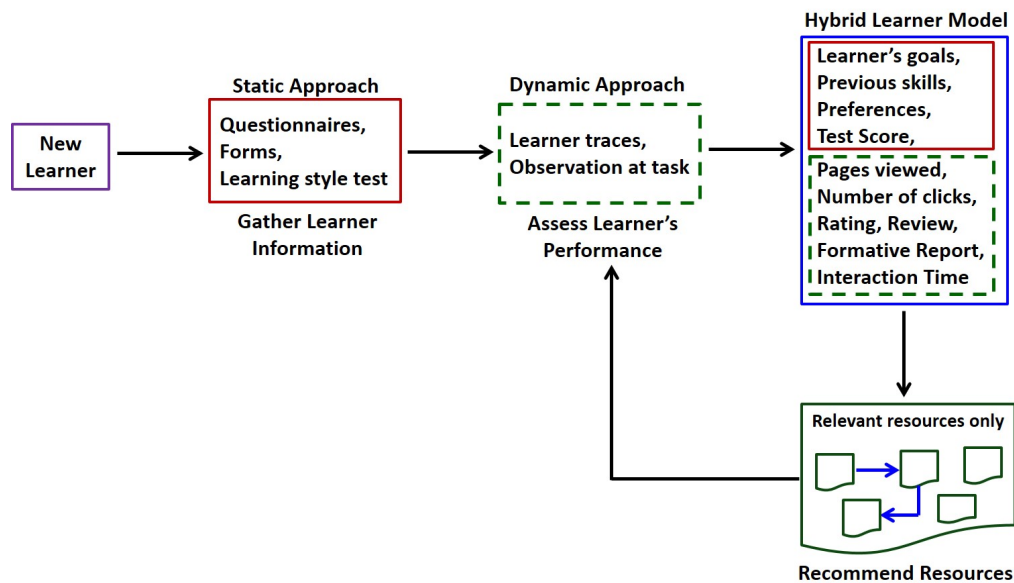 New
Learner
Static Approach
Questionnaires,
Forms,
Learning style test
Gather Learner
Information
Dynamic Approach
Learner traces,
Observation at task
Assess Learner's
Performance
Hybrid Learner Model
Learner's goals,
Previous skills,
Preferences,
Test Score,
Pages viewed,
Number of clicks,
Rating, Review,
Formative Report,
Interaction Time
Relevant resources only
Recommend Resources